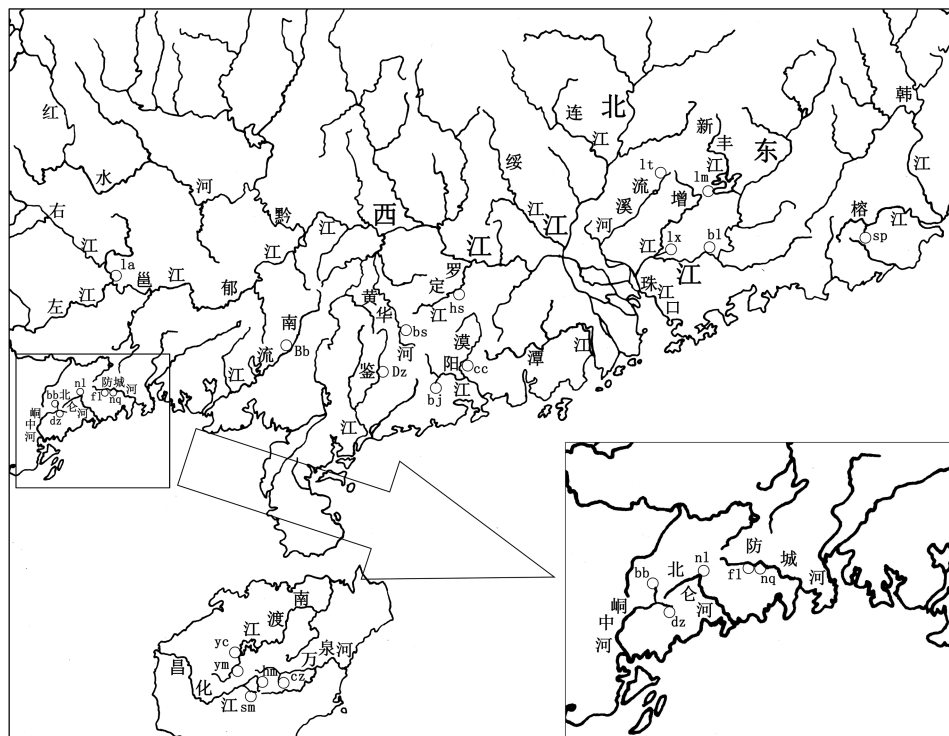 红水河
右江
左江
邕江
郁江
黔江
西江
北江
连江
绥江
新丰江
东江
韩江
榕江
流溪河
增江
珠江口
罗定江
黄华河
南流江
鉴江
漠阳江
潭江
防城河
北仑河
峒中河
南渡江
万泉河
昌化江
la
lt
lm
lx
bl
sp
hs
bs
Bb
Dz
cc
bj
nl
bb
fl
nq
dz
yc
ym
hm
cz
sm
防城河
北仑河
峒中河
nl
bb
fl
nq
dz